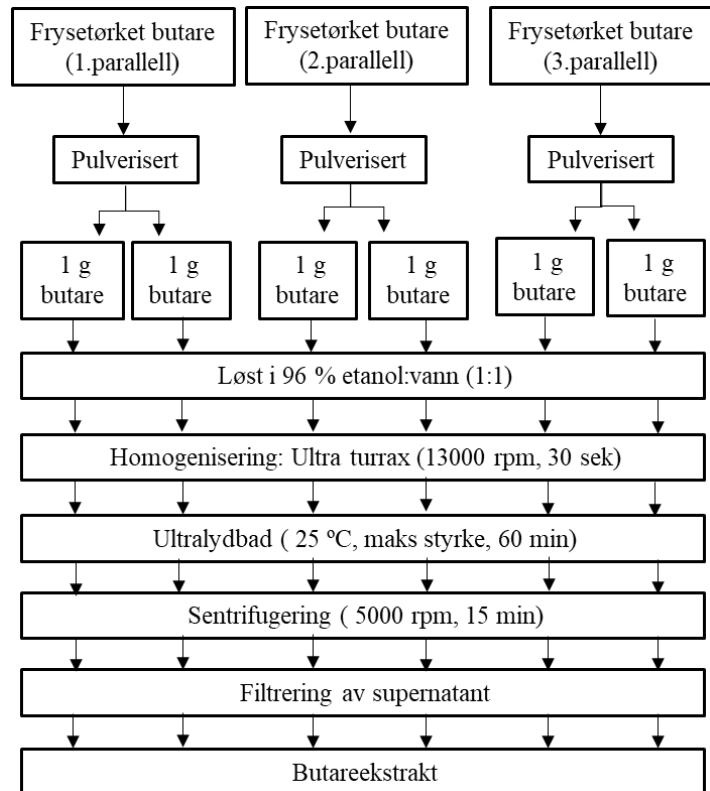 Frysetørket butare
(1.parallell)
Frysetørket butare
(2.parallell)
Frysetørket butare
(3.parallell)
Pulverisert
Pulverisert
Pulverisert
1 g
butare
1 g
butare
1 g
butare
1 g
butare
1 g
butare
1 g
butare
Løst i 96 % etanol:vann (1:1)
Homogenisering: Ultra turrax (13000 rpm, 30 sek)
Ultralydbad ( 25 ºC, maks styrke, 60 min)
Sentrifugering ( 5000 rpm, 15 min)
Filtrering av supernatant
Butareekstrakt